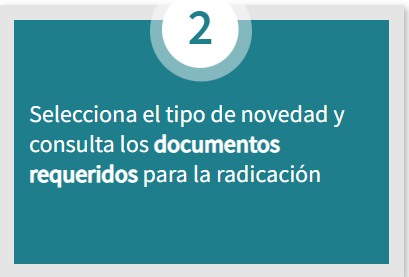 2
Selecciona el tipo de novedad y
consulta los documentos
requeridos para la radicación